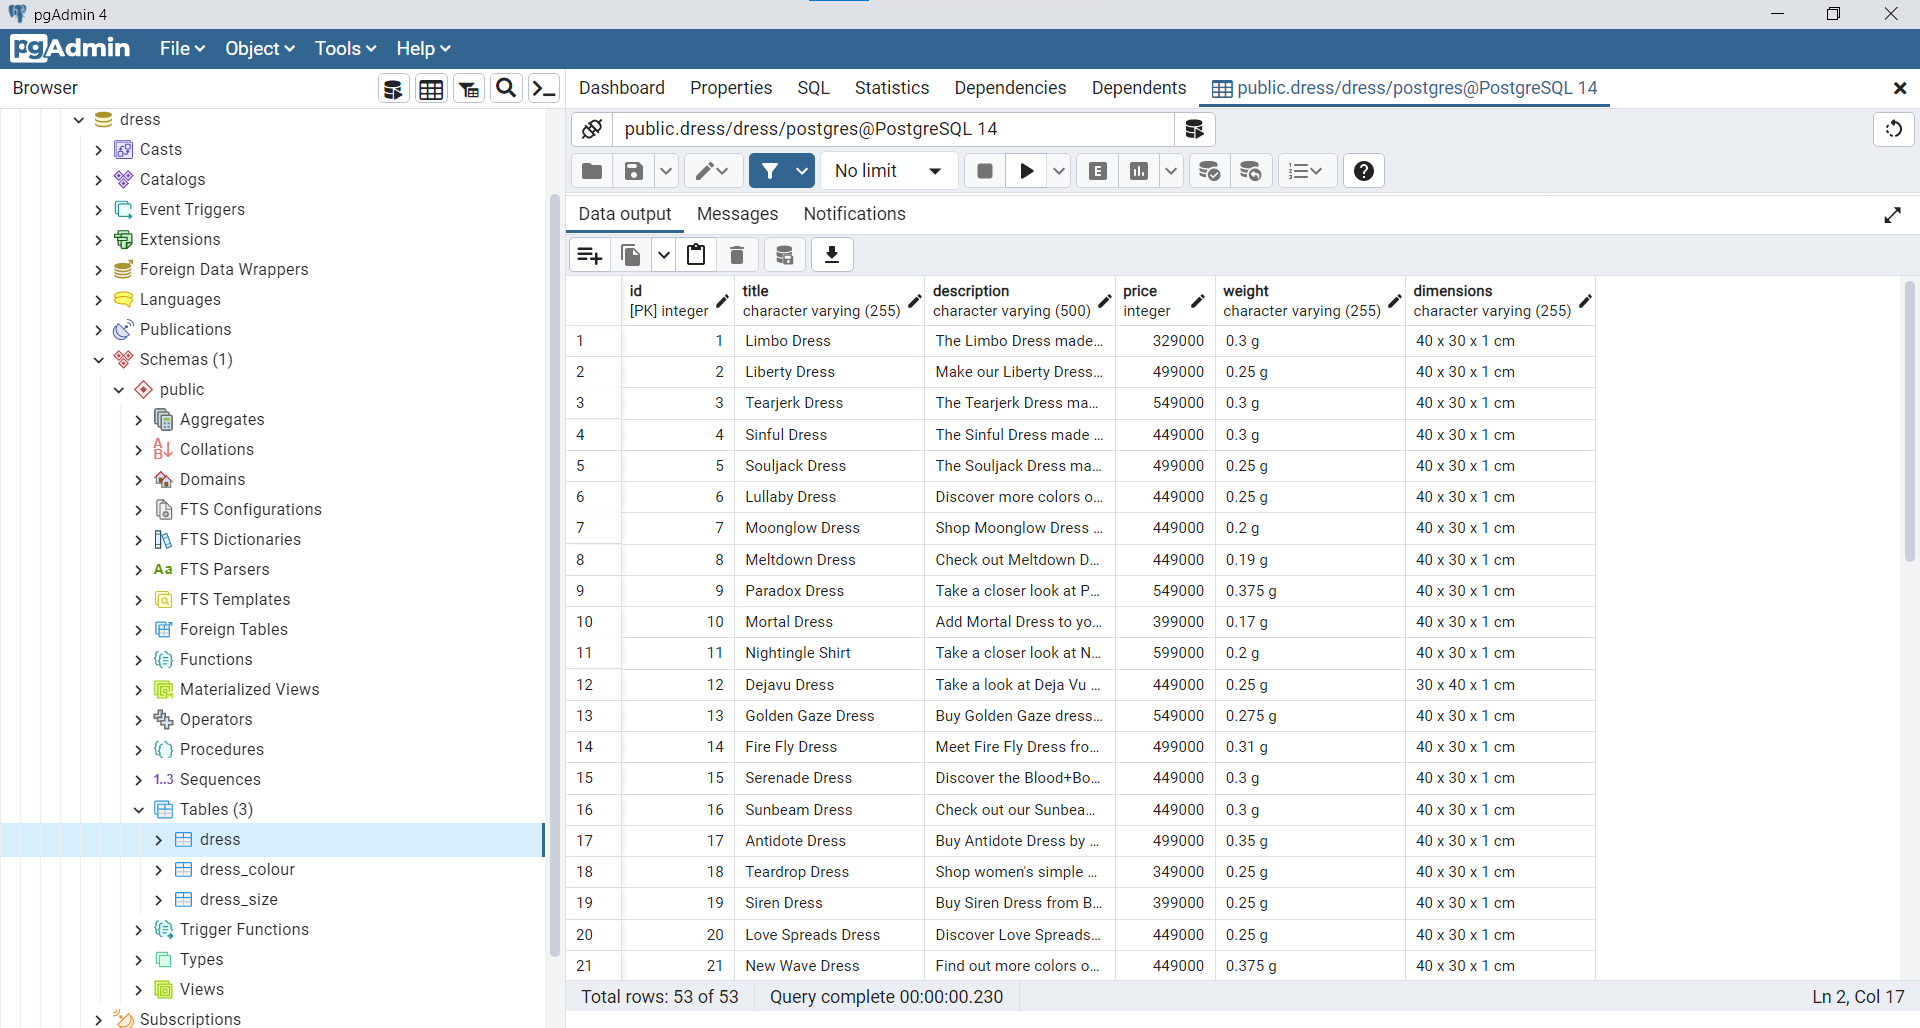 pgAdmin 4
pgAdmin File Object Tools Help
Browser
Dashboard Properties SQL Statistics Dependencies Dependents public.dress/dress/postgres@PostgreSQL 14
dress
Casts
Catalogs
Event Triggers
Extensions
Foreign Data Wrappers
Languages
Publications
Schemas (1)
public
Aggregates
Collations
Domains
FTS Configurations
FTS Dictionaries
Aa FTS Parsers
FTS Templates
Foreign Tables
Functions
Materialized Views
Operators
Procedures
1..3 Sequences
Tables (3)
dress
dress_colour
dress_size
Trigger Functions
Types
Views
Subscriptions
public.dress/dress/postgres@PostgreSQL 14
No limit E
Data output Messages Notifications
id title description price weight dimensions
[PK] integer character varying (255) character varying (500) integer character varying (255) character varying (255)
1 1 Limbo Dress The Limbo Dress made... 329000 0.3 g 40 x 30 x 1 cm
2 2 Liberty Dress Make our Liberty Dress... 499000 0.25 g 40 x 30 x 1 cm
3 3 Tearjerk Dress The Tearjerk Dress ma... 549000 0.3 g 40 x 30 x 1 cm
4 4 Sinful Dress The Sinful Dress made ... 449000 0.3 g 40 x 30 x 1 cm
5 5 Souljack Dress The Souljack Dress ma... 499000 0.25 g 40 x 30 x 1 cm
6 6 Lullaby Dress Discover more colors o... 449000 0.25 g 40 x 30 x 1 cm
7 7 Moonglow Dress Shop Moonglow Dress ... 449000 0.2 g 40 x 30 x 1 cm
8 8 Meltdown Dress Check out Meltdown D... 449000 0.19 g 40 x 30 x 1 cm
9 9 Paradox Dress Take a closer look at P... 549000 0.375 g 40 x 30 x 1 cm
10 10 Mortal Dress Add Mortal Dress to yo... 399000 0.17 g 40 x 30 x 1 cm
11 11 Nightingle Shirt Take a closer look at N... 599000 0.2 g 40 x 30 x 1 cm
12 12 Dejavu Dress Take a look at Deja Vu ... 449000 0.25 g 30 x 40 x 1 cm
13 13 Golden Gaze Dress Buy Golden Gaze dress... 549000 0.275 g 40 x 30 x 1 cm
14 14 Fire Fly Dress Meet Fire Fly Dress fro... 499000 0.31 g 40 x 30 x 1 cm
15 15 Serenade Dress Discover the Blood+Bo... 449000 0.3 g 40 x 30 x 1 cm
16 16 Sunbeam Dress Check out our Sunbea... 449000 0.3 g 40 x 30 x 1 cm
17 17 Antidote Dress Buy Antidote Dress by ... 499000 0.35 g 40 x 30 x 1 cm
18 18 Teardrop Dress Shop women's simple ... 349000 0.25 g 40 x 30 x 1 cm
19 19 Siren Dress Buy Siren Dress from B... 399000 0.25 g 40 x 30 x 1 cm
20 20 Love Spreads Dress Discover Love Spreads... 449000 0.25 g 40 x 30 x 1 cm
21 21 New Wave Dress Find out more colors o... 449000 0.375 g 40 x 30 x 1 cm
Total rows: 53 of 53 Query complete 00:00:00.230 Ln 2, Col 17